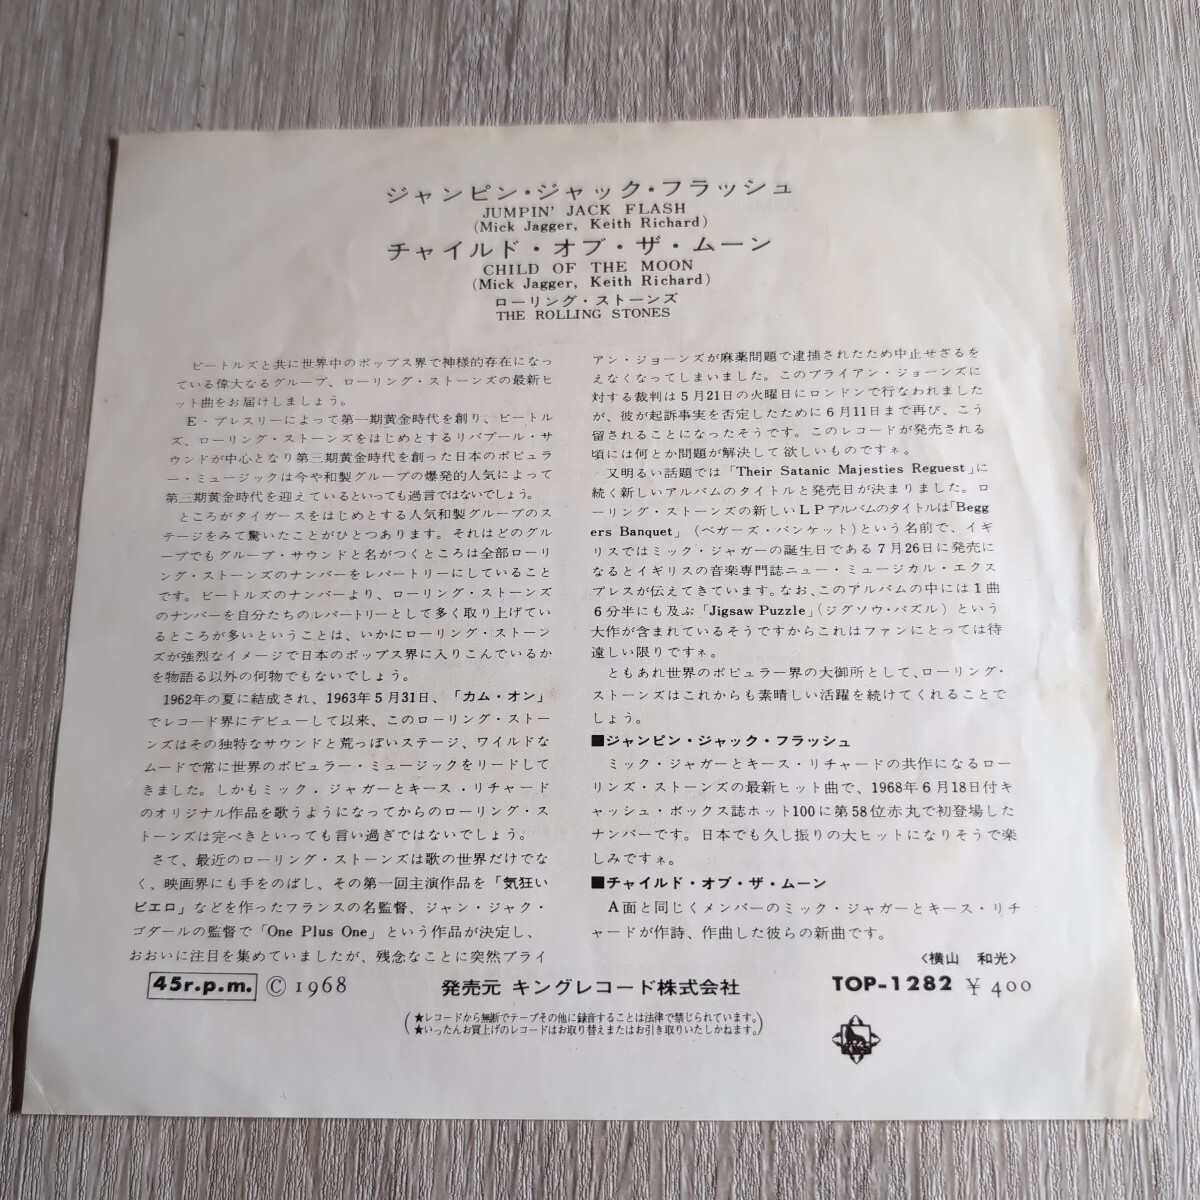 ジャンピン・ジャック・フラッシュ
JUMPIN' JACK FLASH
(Mick Jagger, Keith Richard)
チャイルド・オブ・ザ・ムーン
CHILD OF THE MOON
(Mick Jagger, Keith Richard)
ローリング・ストーンズ
THE ROLLING STONES
ビートルズと共に世界中のポップス界で神様的存在になっ
ている偉大なるグループ、ローリング・ストーンズの最新ヒ
ット曲をお届けしましょう。
E・プレスリーによって第一期黄金時代を創り、ビートル
ズ、ローリング・ストーンズをはじめとするリバプール・サ
ウンドが中心となり第三期黄金時代を創った日本のポピュラ
ー・ミュージックは今や和製グループの爆発的人気によって
第三期黄金時代を迎えているといっても過言ではないでしょう。
ところがタイガースをはじめとする人気和製グループのス
テージをみて驚いたことがひとつあります。それはどのグル
ープでもグループ・サウンドと名がつくところは全部ローリ
ング・ストーンズのナンバーをレパートリーにしていること
です。ビートルズのナンバーより、ローリング・ストーンズ
のナンバーを自分たちのレパートリーとして多く取り上げてい
るところが多いということは、いかにローリング・ストーン
ズが強烈なイメージで日本のポップス界に入りこんでいるか
を物語る以外の何物でもないでしょう。
1962年の夏に結成され、1963年5月31日、「カム・オン」
でレコード界にデビューして以来、このローリング・ストー
ンズはその独特なサウンドと荒っぽいステージ、ワイルドな
ムードで常に世界のポピュラー・ミュージックをリードして
きました。しかもミック・ジャガーとキース・リチャード
のオリジナル作品を歌うようになってからのローリング・ス
トーンズは完ぺきといっても言い過ぎではないでしょう。
さて、最近のローリング・ストーンズは歌の世界だけでな
く、映画界にも手をのばし、その第一回主演作品を「気狂い
ピエロ」などを作ったフランスの名監督、ジャン・ジャク・
ゴダールの監督で「One Plus One」という作品が決定し、
おおいに注目を集めていましたが、残念なことに突然ブライ
アン・ジョーンズが麻薬問題で逮捕されたため中止せざるを
えなくなってしまいました。このブライアン・ジョーンズに
対する裁判は5月21日の火曜日にロンドンで行なわれました
が、彼が起訴事実を否定したために6月11日まで再び、こう
留されることになったそうです。このレコードが発売される
頃には何とか問題が解決して欲しいものですネ。
又明るい話題では「Their Satanic Majesties Reguest」に
続く新しいアルバムのタイトルと発売日が決まりました。ロ
ーリング・ストーンズの新しいLPアルバムのタイトルは「Begg
ers Banquet」(ベガーズ・バンケット)という名前で、イギ
リスではミック・ジャガーの誕生日である7月26日に発売に
なるとイギリスの音楽専門誌ニュー・ミュージカル・エクス
プレスが伝えてきています。なお、このアルバムの中には1曲
6分半にも及ぶ「Jigsaw Puzzle」(ジグソウ・パズル)という
大作が含まれているそうですからこれはファンにとっては待
遠しい限りですネ。
ともあれ世界のポピュラー界の大御所として、ローリング・
ストーンズはこれからも素晴しい活躍を続けてくれることで
しょう。
■ジャンピン・ジャック・フラッシュ
ミック・ジャガーとキース・リチャードの共作になるロー
リンズ・ストーンズの最新ヒット曲で、1968年6月18日付キ
ャッシュ・ボックス誌ホット100に第58位赤丸で初登場した
ナンバーです。日本でも久し振りの大ヒットになりそうで楽
しみですネ。
■チャイルド・オブ・ザ・ムーン
A面と同じくメンバーのミック・ジャガーとキース・リチ
ャードが作詩、作曲した彼らの新曲です。
〈横山 和光〉
45r.p.m. © 1968 発売元 キングレコード株式会社 TOP-1282 ¥ 400
(★レコードから無断でテープその他に録音することは法律で禁じられています。
★いったんお買上げのレコードはお取り替えまたはお引き取りいたしかねます。)